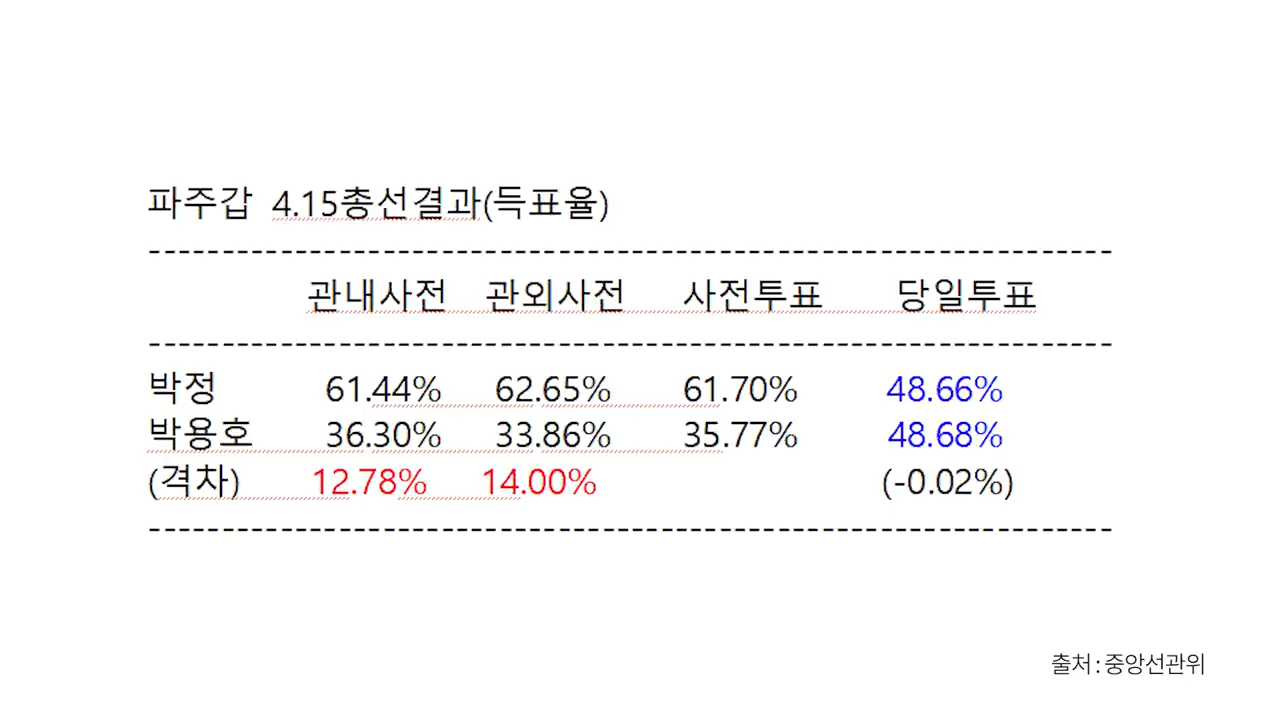 파주갑 4.15총선결과(득표율)
------------------------------------------------------------------
관내사전 관외사전 사전투표 당일투표
------------------------------------------------------------------
박정 61.44% 62.65% 61.70% 48.66%
박용호 36.30% 33.86% 35.77% 48.68%
(격차) 12.78% 14.00% (-0.02%)
------------------------------------------------------------------
출처 : 중앙선관위